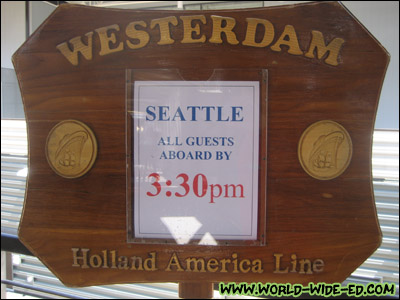 WESTERDAM
SEATTLE
ALL GUESTS
ABOARD BY
3:30pm
Holland America Line
WWW.WORLD-WIDE-ED.COM